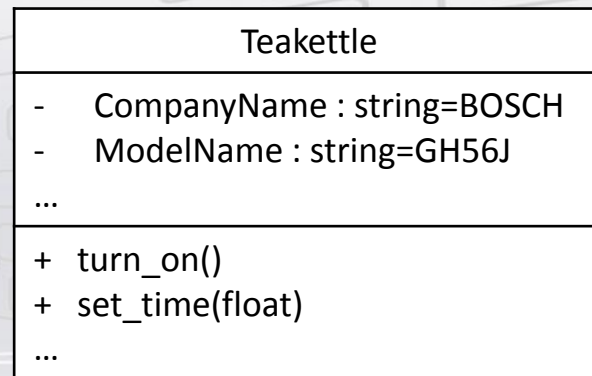 Teakettle
- CompanyName : string=BOSCH
- ModelName : string=GH56J
…
+ turn_on()
+ set_time(float)
…